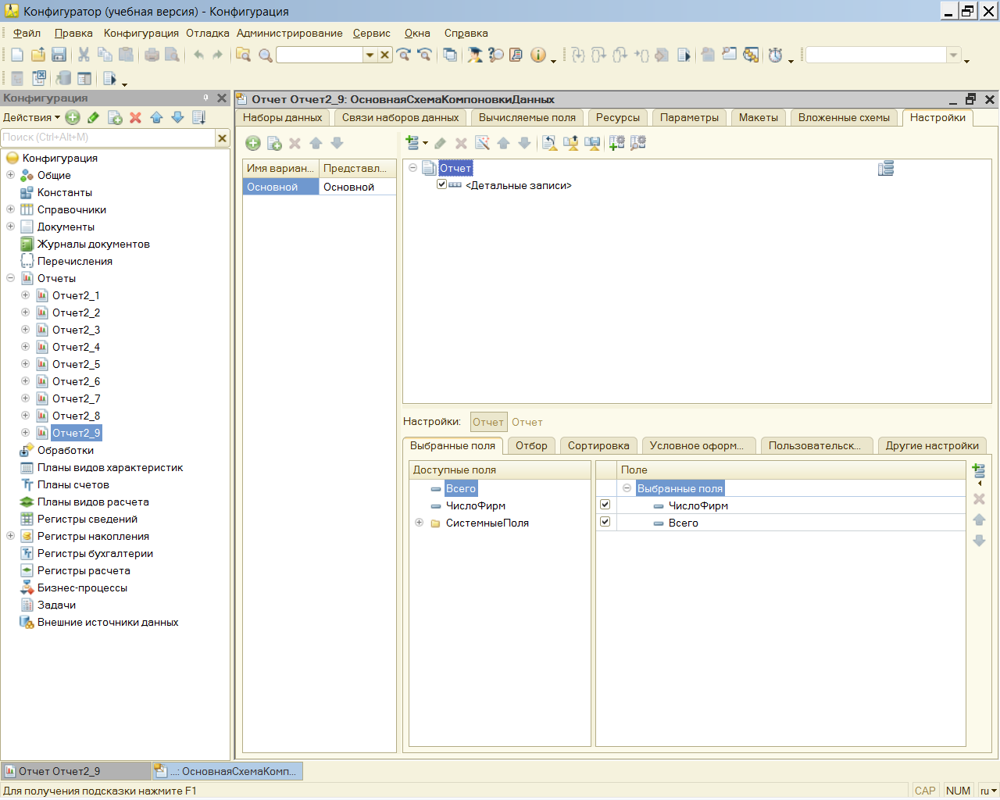 Конфигуратор (учебная версия) - Конфигурация
Файл Правка Конфигурация Отладка Администрирование Сервис Окна Справка
Конфигурация
Действия
Поиск (Ctrl+Alt+M)
Конфигурация
Общие
Константы
Справочники
Документы
Журналы документов
Перечисления
Отчеты
Отчет2_1
Отчет2_2
Отчет2_3
Отчет2_4
Отчет2_5
Отчет2_6
Отчет2_7
Отчет2_8
Отчет2_9
Обработки
Планы видов характеристик
Планы счетов
Планы видов расчета
Регистры сведений
Регистры накопления
Регистры бухгалтерии
Регистры расчета
Бизнес-процессы
Задачи
Внешние источники данных
Отчет Отчет2_9: ОсновнаяСхемаКомпоновкиДанных
Наборы данных Связи наборов данных Вычисляемые поля Ресурсы Параметры Макеты Вложенные схемы Настройки
Имя вариан... Представл...
Основной Основной
Отчет
<Детальные записи>
Настройки: Отчет Отчет
Выбранные поля Отбор Сортировка Условное оформ... Пользовательск... Другие настройки
Доступные поля
Всего
ЧислоФирм
СистемныеПоля
Поле
Выбранные поля
ЧислоФирм
Всего
Отчет Отчет2_9 ...: ОсновнаяСхемаКомп...
Для получения подсказки нажмите F1 CAP NUM ru